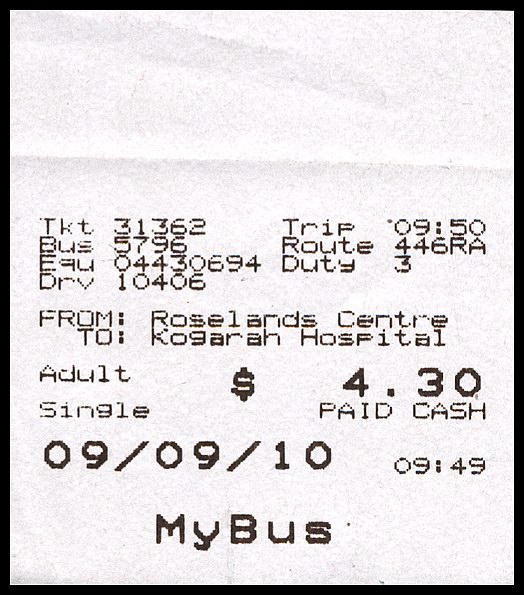 Tkt 31362 Trip 09:50
Bus 5796 Route 446RA
Equ 04430694 Duty 3
Drv 10406
FROM: Roselands Centre
TO: Kogarah Hospital
Adult $ 4.30
Single PAID CASH
09/09/10 09:49
MyBus